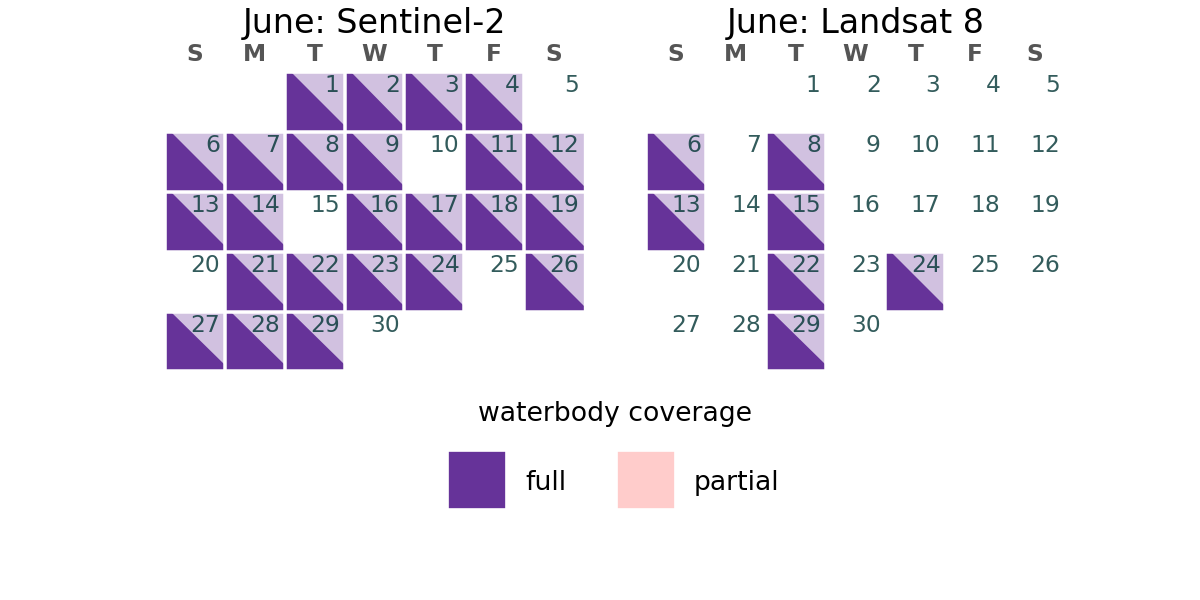 June: Sentinel-2
S M T W T F S
1 2 3 4 5
6 7 8 9 10 11 12
13 14 15 16 17 18 19
20 21 22 23 24 25 26
27 28 29 30
June: Landsat 8
S M T W T F S
1 2 3 4 5
6 7 8 9 10 11 12
13 14 15 16 17 18 19
20 21 22 23 24 25 26
27 28 29 30
waterbody coverage
full
partial